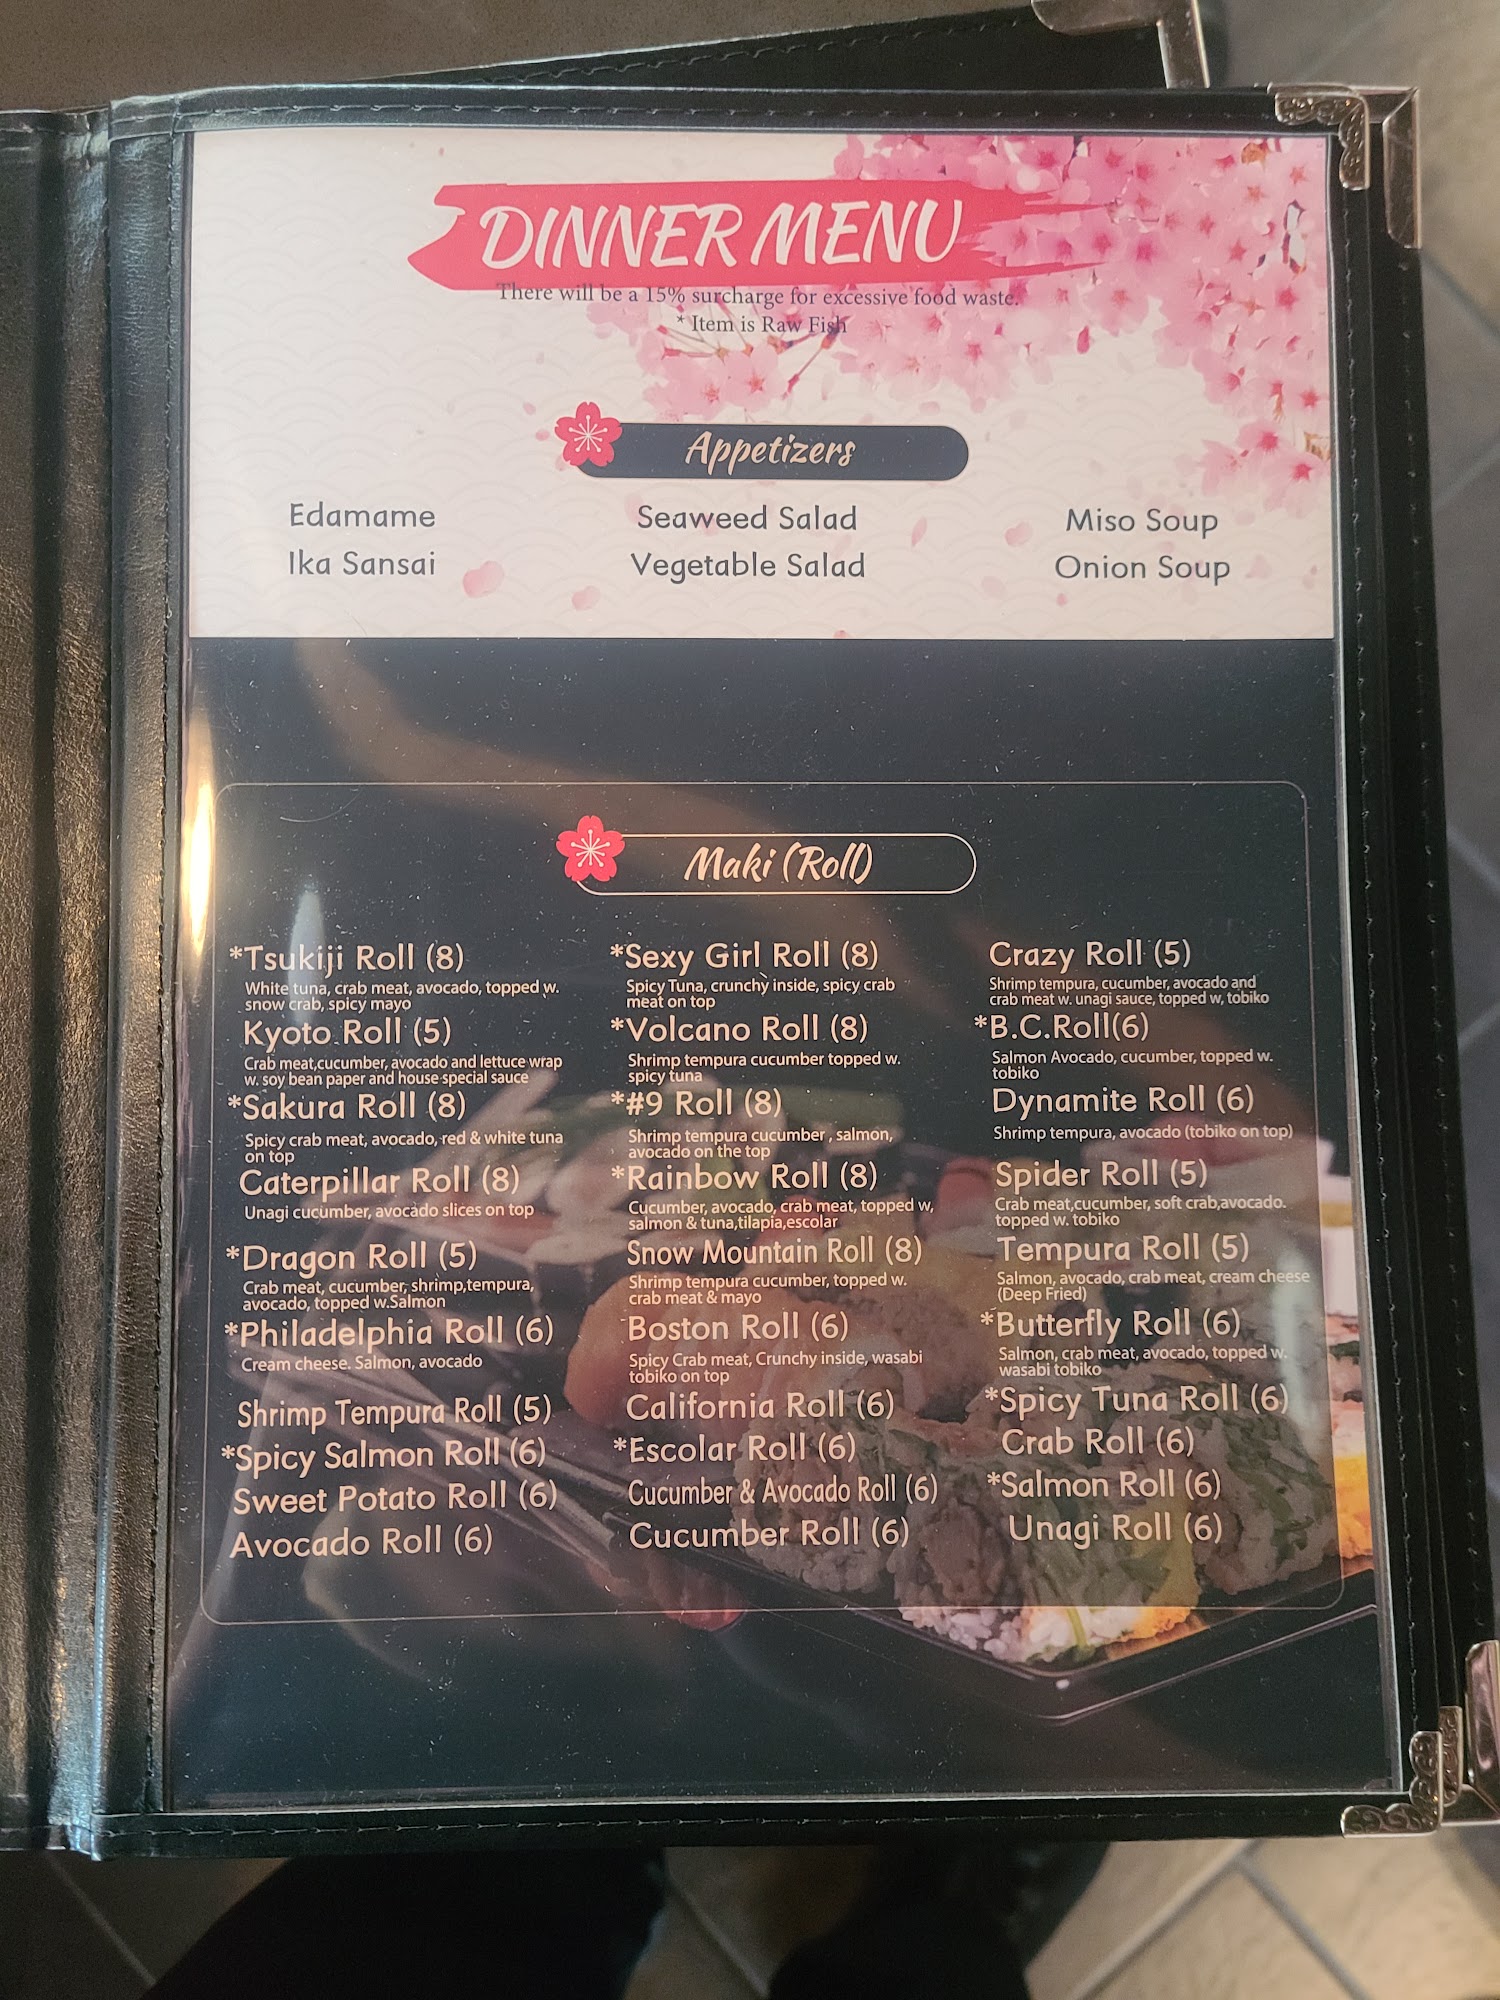 DINNER MENU
There will be a 15% surcharge for excessive food waste.
* Item is Raw Fish
Appetizers
Edamame
Ika Sansai
Seaweed Salad
Vegetable Salad
Miso Soup
Onion Soup
Maki (Roll)
*Tsukiji Roll (8)
White tuna, crab meat, avocado, topped w.
snow crab, spicy mayo
Kyoto Roll (5)
Crab meat,cucumber, avocado and lettuce wrap
w. soy bean paper and house special sauce
*Sakura Roll (8)
Spicy crab meat, avocado, red & white tuna
on top
Caterpillar Roll (8)
Unagi cucumber, avocado slices on top
*Dragon Roll (5)
Crab meat, cucumber, shrimp,tempura,
avocado, topped w.Salmon
*Philadelphia Roll (6)
Cream cheese. Salmon, avocado
Shrimp Tempura Roll (5)
*Spicy Salmon Roll (6)
Sweet Potato Roll (6)
Avocado Roll (6)
*Sexy Girl Roll (8)
Spicy Tuna, crunchy inside, spicy crab
meat on top
*Volcano Roll (8)
Shrimp tempura cucumber topped w.
spicy tuna
*#9 Roll (8)
Shrimp tempura cucumber , salmon,
avocado on the top
*Rainbow Roll (8)
Cucumber, avocado, crab meat, topped w,
salmon & tuna,tilapia,escolar
Snow Mountain Roll (8)
Shrimp tempura cucumber, topped w.
crab meat & mayo
Boston Roll (6)
Spicy Crab meat, Crunchy inside, wasabi
tobiko on top
California Roll (6)
*Escolar Roll (6)
Cucumber & Avocado Roll (6)
Cucumber Roll (6)
Crazy Roll (5)
Shrimp tempura, cucumber, avocado and
crab meat w. unagi sauce, topped w, tobiko
*B.C.Roll(6)
Salmon Avocado, cucumber, topped w.
tobiko
Dynamite Roll (6)
Shrimp tempura, avocado (tobiko on top)
Spider Roll (5)
Crab meat,cucumber, soft crab,avocado.
topped w. tobiko
Tempura Roll (5)
Salmon, avocado, crab meat, cream cheese
(Deep Fried)
*Butterfly Roll (6)
Salmon, crab meat, avocado, topped w.
wasabi tobiko
*Spicy Tuna Roll (6)
Crab Roll (6)
*Salmon Roll (6)
Unagi Roll (6)